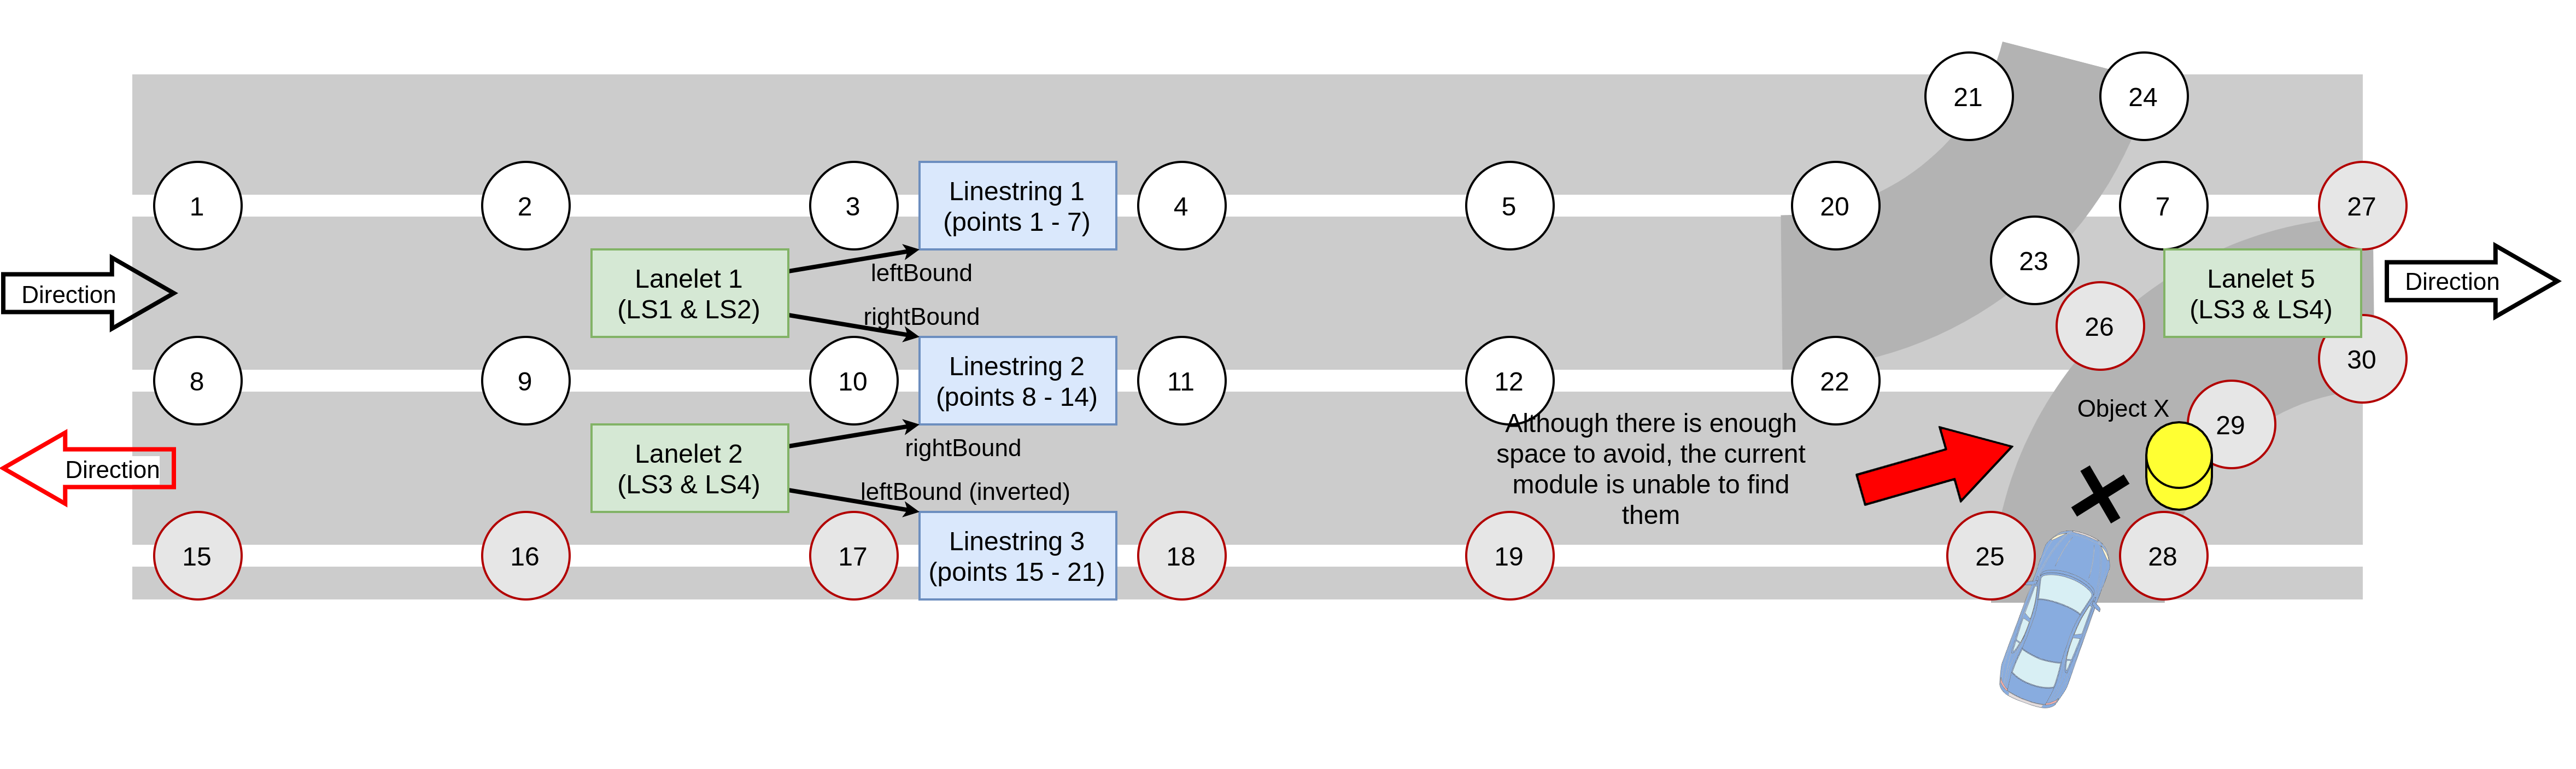 21
24
1
2
3
Linestring 1
(points 1 - 7)
4
5
20
7
27
Direction
Lanelet 1
(LS1 & LS2)
leftBound
rightBound
23
26
Lanelet 5
(LS3 & LS4)
Direction
8
9
10
Linestring 2
(points 8 - 14)
11
12
22
30
Direction
Lanelet 2
(LS3 & LS4)
rightBound
leftBound (inverted)
Although there is enough
space to avoid, the current
module is unable to find
them
Object X
29
15
16
17
Linestring 3
(points 15 - 21)
18
19
25
28